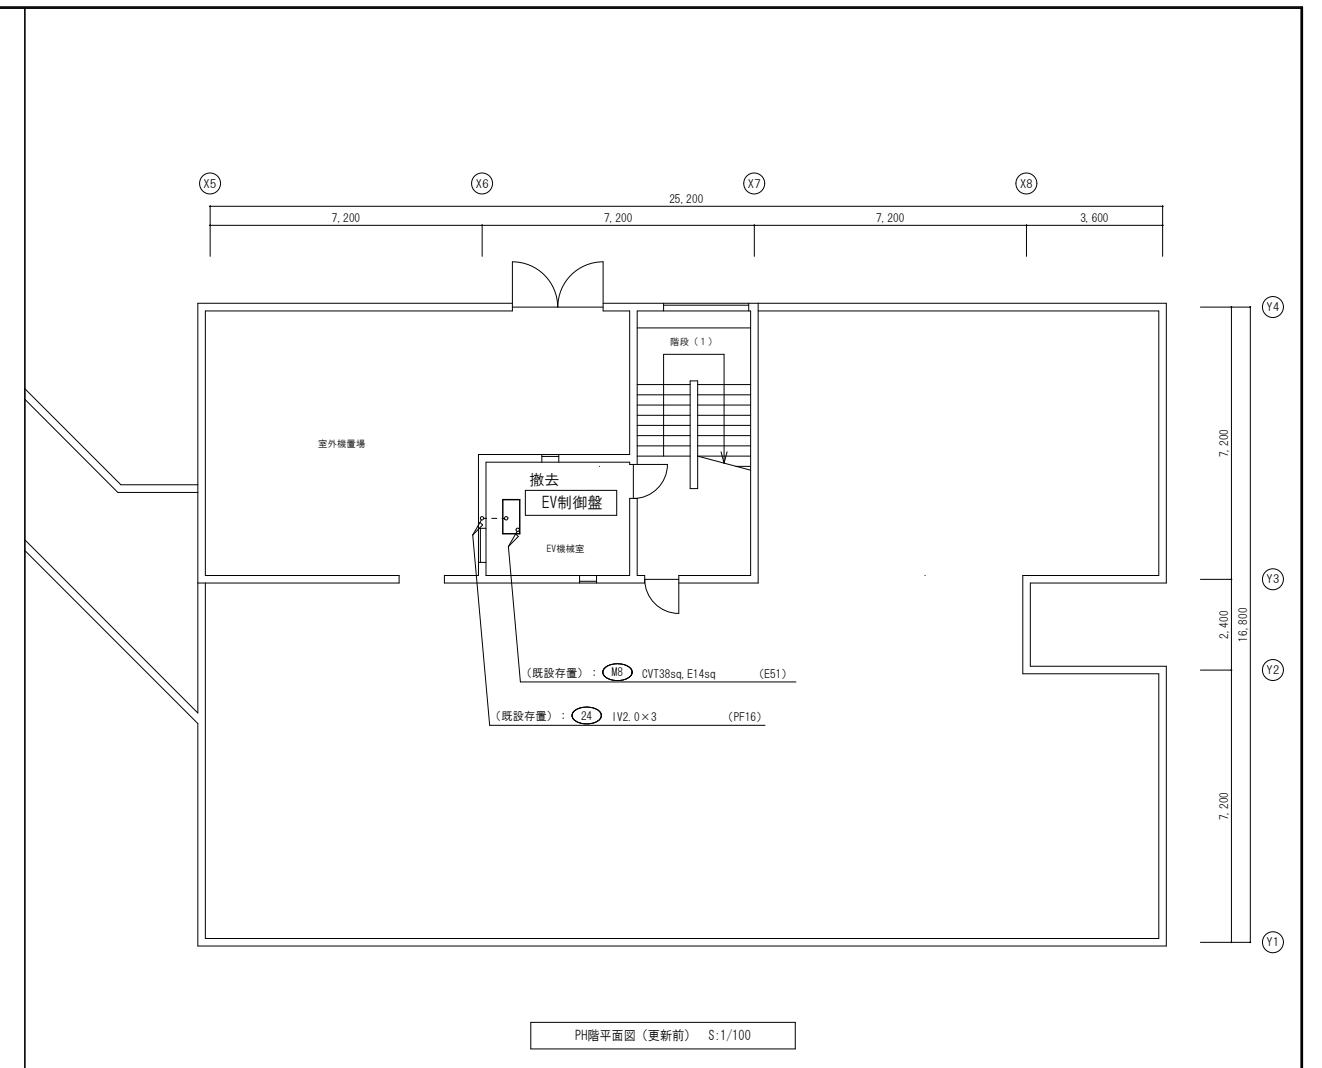 X5
X6
X7
X8
25,200
7,200
7,200
7,200
3,600
Y4
階段（1）
室外機置場
7,200
撤去
EV制御盤
EV機械室
Y3
2,400
16,800
（既設存置）： M8 CVT38sq,E14sq （E51）
Y2
（既設存置）： 24 IV2.0×3 （PF16）
7,200
Y1
PH階平面図（更新前） S:1/100